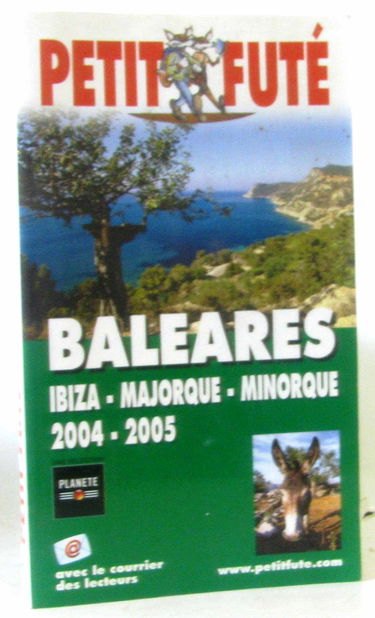 PETIT FUTÉ
BALEARES
IBIZA - MAJORQUE - MINORQUE
2004 - 2005
PLANETE
@
avec le courrier
des lecteurs
www.petitfute.com